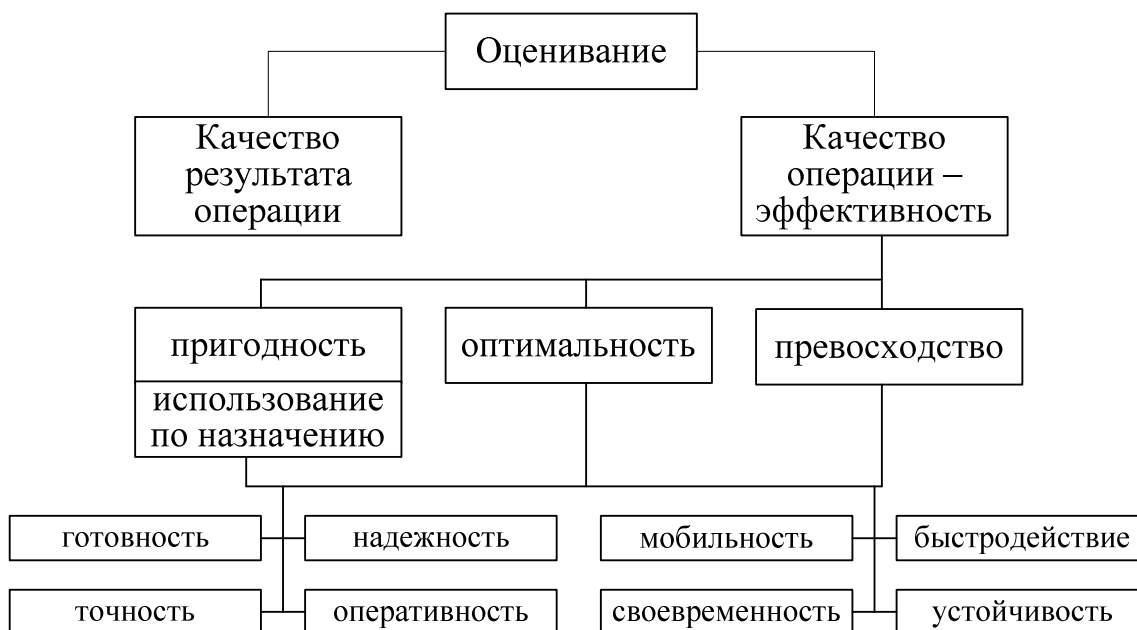 Оценивание
Качество
результата
операции
Качество
операции –
эффективность
пригодность
оптимальность
превосходство
использование
по назначению
готовность
надежность
мобильность
быстродействие
точность
оперативность
своевременность
устойчивость